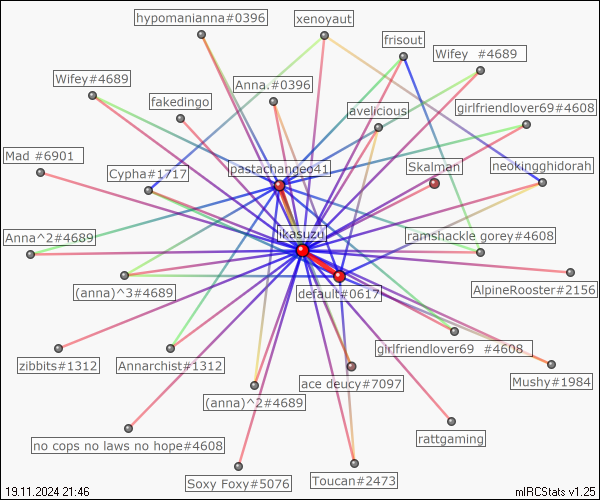 hypomanianna#0396
xenoyaut
frisout
Wifey #4689
Wifey#4689
fakedingo
Anna.#0396
avelicious
girlfriendlover69#4608
Mad #6901
Cypha#1717
pastachangeo41
Skalman
neokingghidorah
Anna^2#4689
ikasuzu
ramshackle gorey#4608
(anna)^3#4689
default#0617
AlpineRooster#2156
zibbits#1312
Annarchist#1312
girlfriendlover69 #4608
(anna)^2#4689
ace deucy#7097
Mushy#1984
no cops no laws no hope#4608
rattgaming
Soxy Foxy#5076
Toucan#2473
19.11.2024 21:46
mIRCStats v1.25